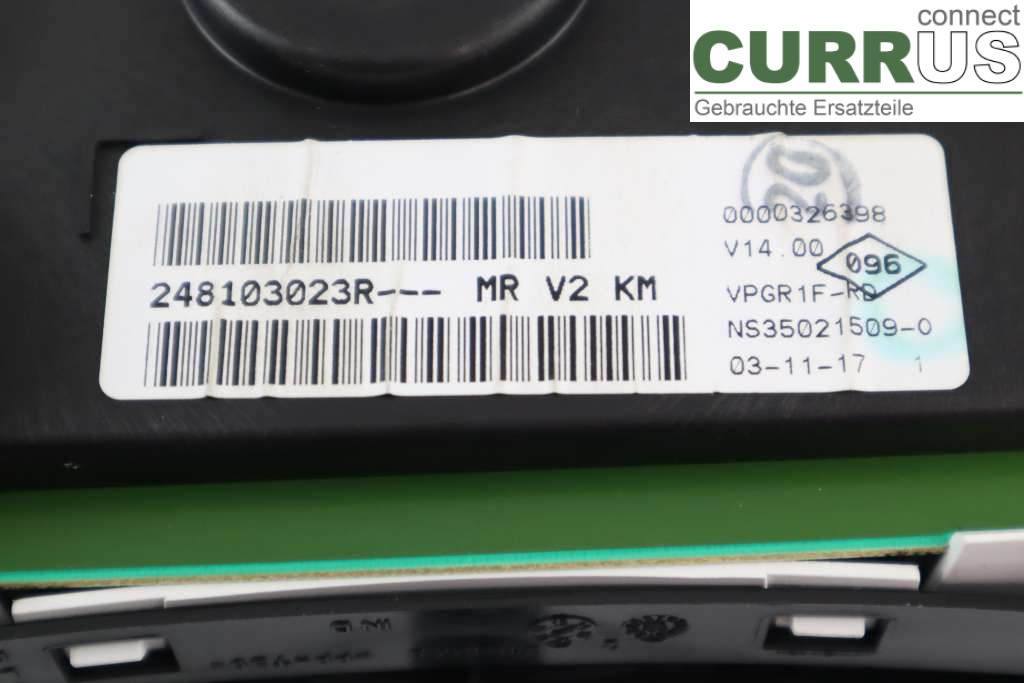 connect
CURRUS
Gebrauchte Ersatzteile
20
0000326398
V14.00
096
248103023R--- MR V2 KM
VPGR1F-RD
NS35021509-0
03-11-17 1